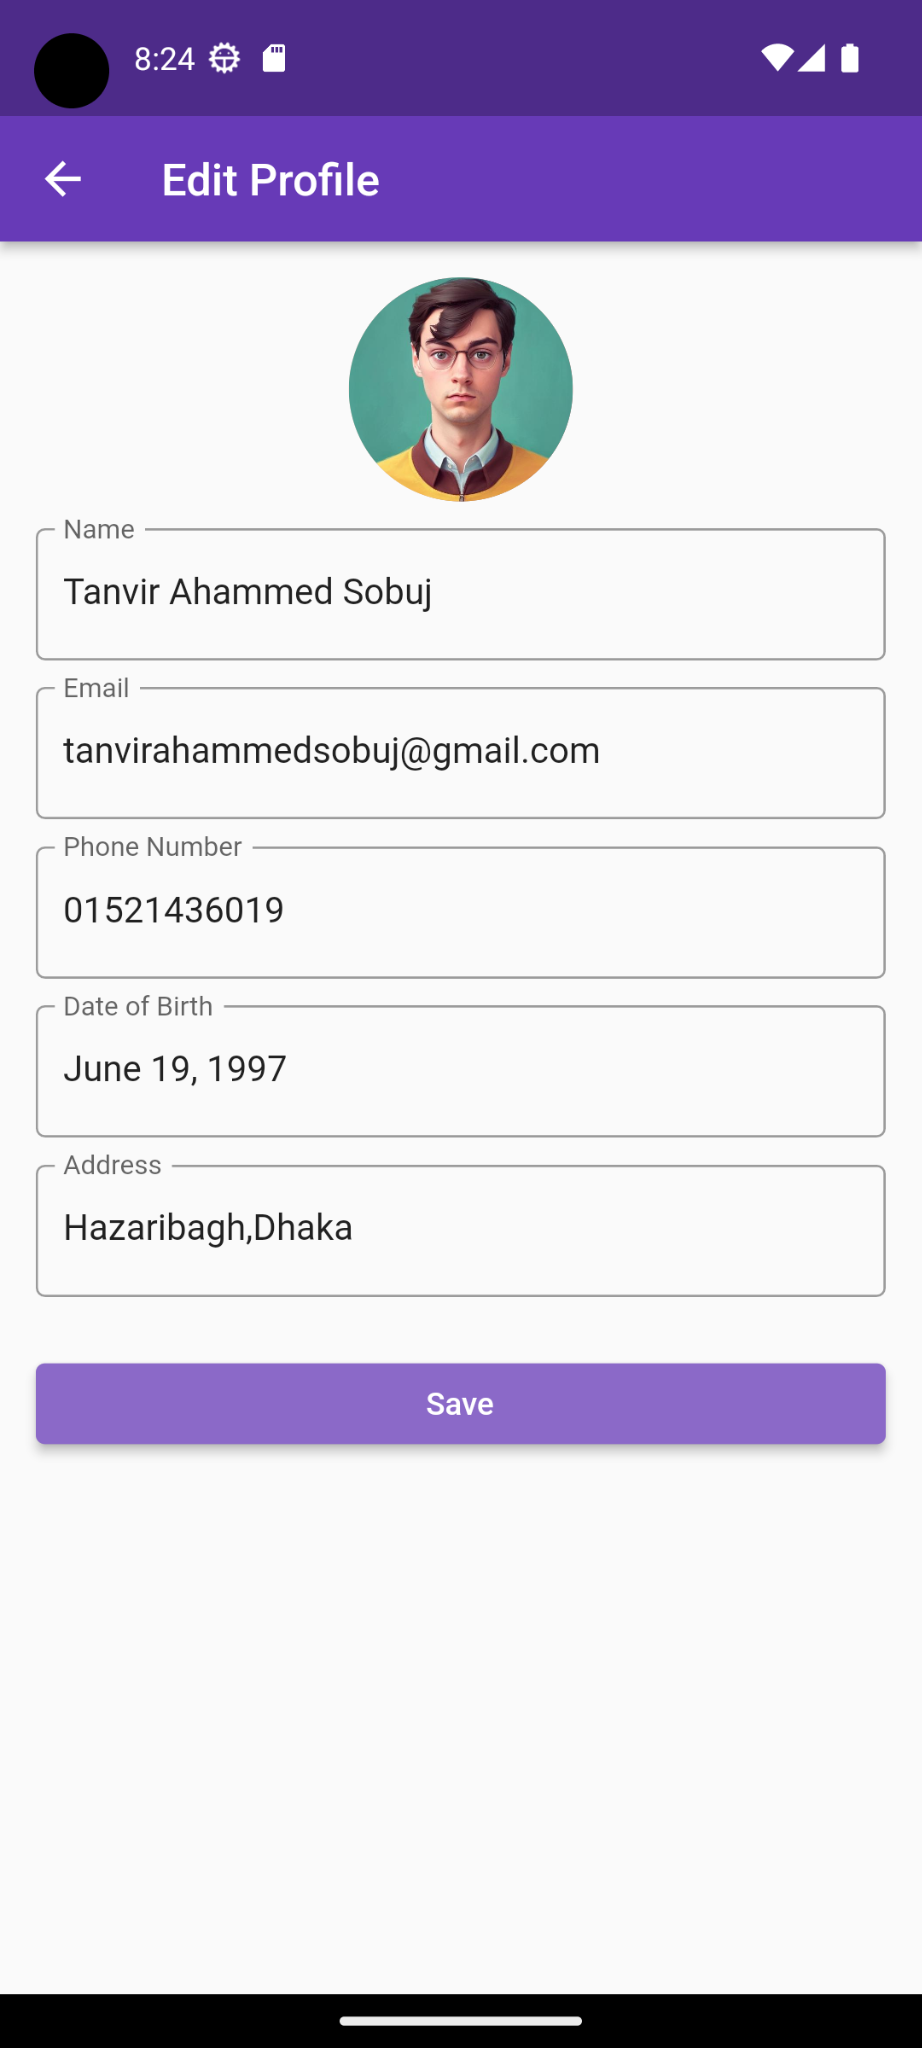 8:24
Edit Profile
Name
Tanvir Ahammed Sobuj
Email
tanvirahammedsobuj@gmail.com
Phone Number
01521436019
Date of Birth
June 19, 1997
Address
Hazaribagh,Dhaka
Save